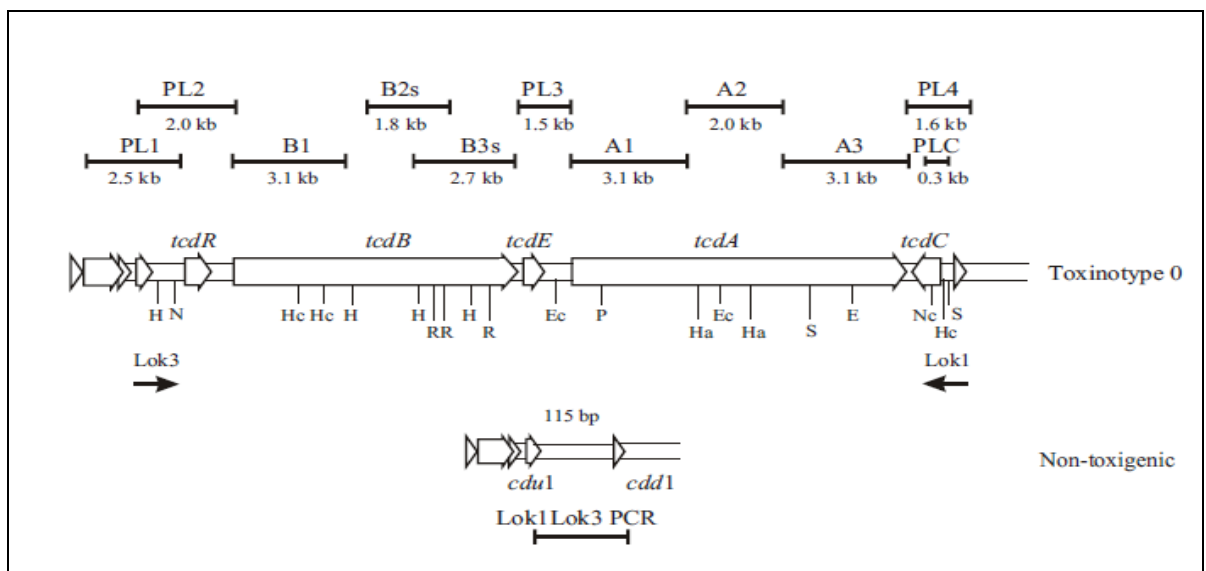 PL2 B2s PL3 A2 PL4
2.0 kb 1.8 kb 1.5 kb 2.0 kb 1.6 kb
PL1 B1 B3s A1 A3 PLC
2.5 kb 3.1 kb 2.7 kb 3.1 kb 3.1 kb 0.3 kb
tcdR tcdB tcdE tcdA tcdC
Toxinotype 0
H N Hc Hc H H H Ec P Ec S E Nc S
RR R Ha Ha Hc
Lok3 Lok1
115 bp
Non-toxigenic
cdu1 cdd1
Lok1Lok3 PCR